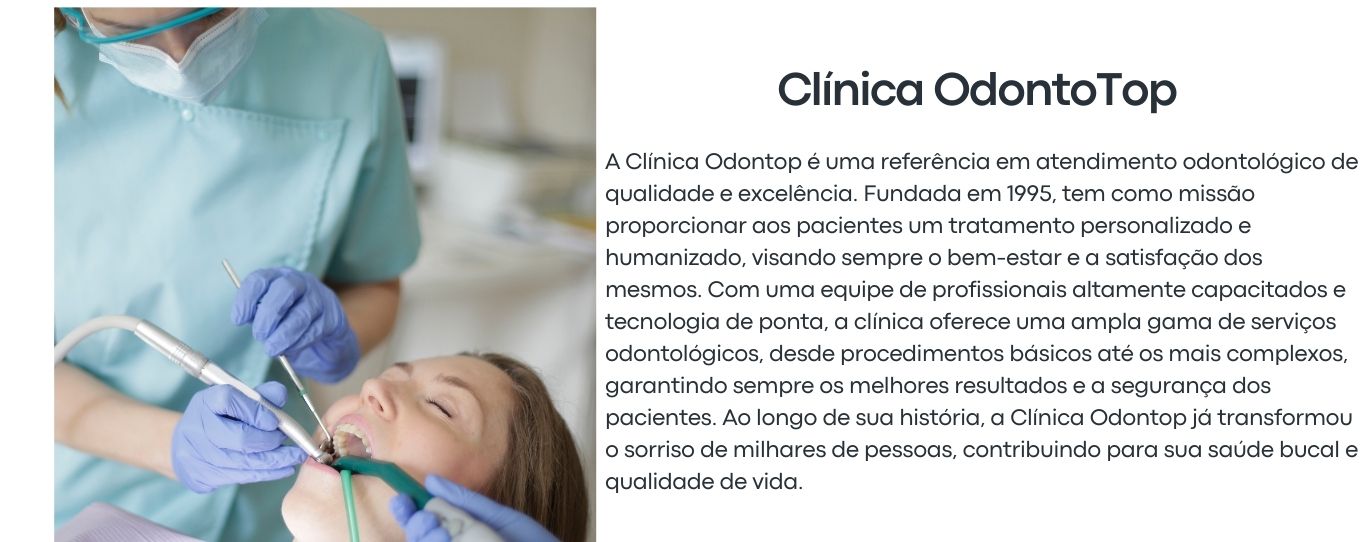 Clínica OdontoTop
A Clínica Odontop é uma referência em atendimento odontológico de
qualidade e excelência. Fundada em 1995, tem como missão
proporcionar aos pacientes um tratamento personalizado e
humanizado, visando sempre o bem-estar e a satisfação dos
mesmos. Com uma equipe de profissionais altamente capacitados e
tecnologia de ponta, a clínica oferece uma ampla gama de serviços
odontológicos, desde procedimentos básicos até os mais complexos,
garantindo sempre os melhores resultados e a segurança dos
pacientes. Ao longo de sua história, a Clínica Odontop já transformou
o sorriso de milhares de pessoas, contribuindo para sua saúde bucal e
qualidade de vida.